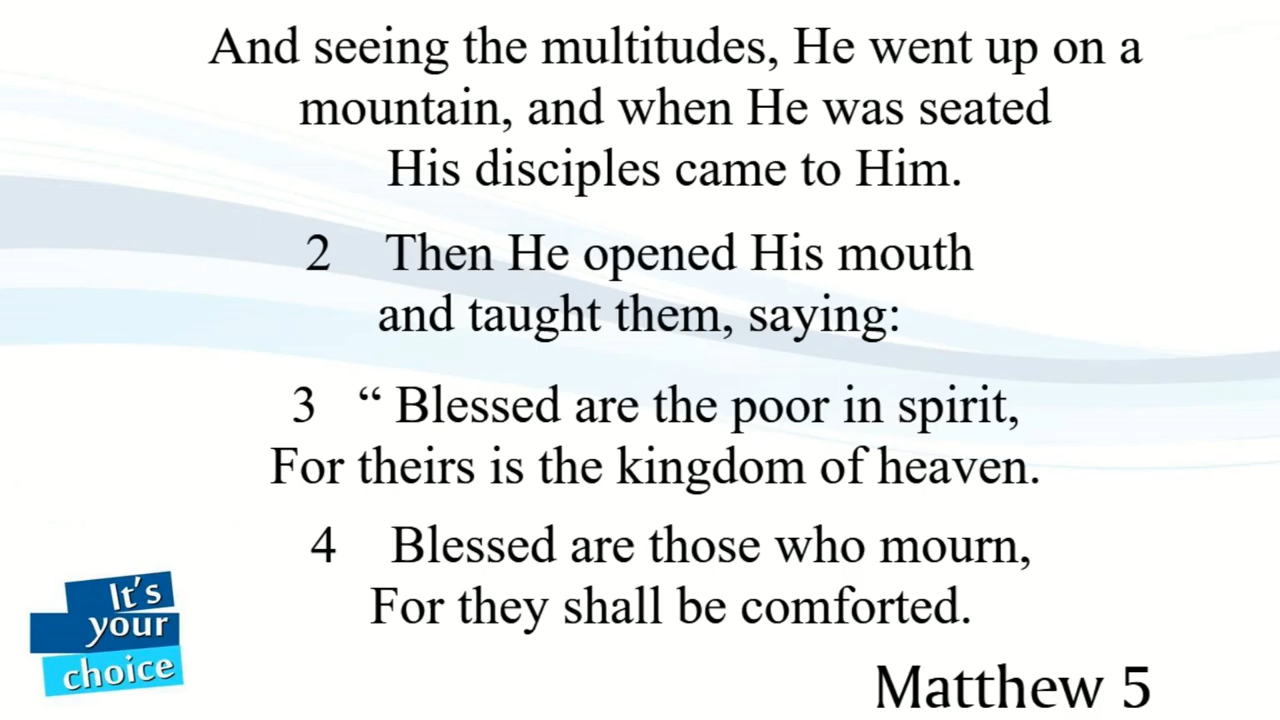 And seeing the multitudes, He went up on a
mountain, and when He was seated
His disciples came to Him.
2 Then He opened His mouth
and taught them, saying:
3 “ Blessed are the poor in spirit,
For theirs is the kingdom of heaven.
4 Blessed are those who mourn,
For they shall be comforted.
It's
your
choice
Matthew 5